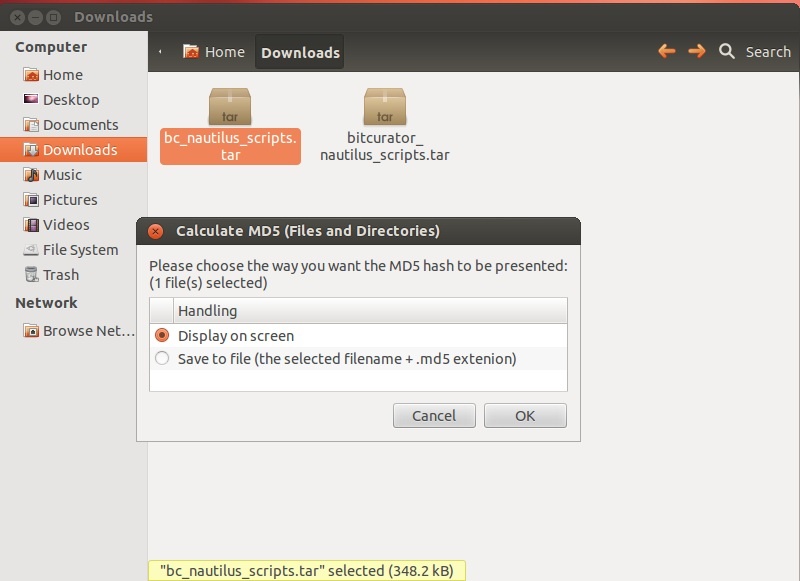 Downloads
Computer
Home
Desktop
Documents
Downloads
Music
Pictures
Videos
File System
Trash
Network
Browse Net...
Home
Downloads
Search
tar
bc_nautilus_scripts.
tar
tar
bitcurator_
nautilus_scripts.tar
Calculate MD5 (Files and Directories)
Please choose the way you want the MD5 hash to be presented:
(1 file(s) selected)
Handling
Display on screen
Save to file (the selected filename + .md5 extenion)
Cancel
OK
"bc_nautilus_scripts.tar" selected (348.2 kB)